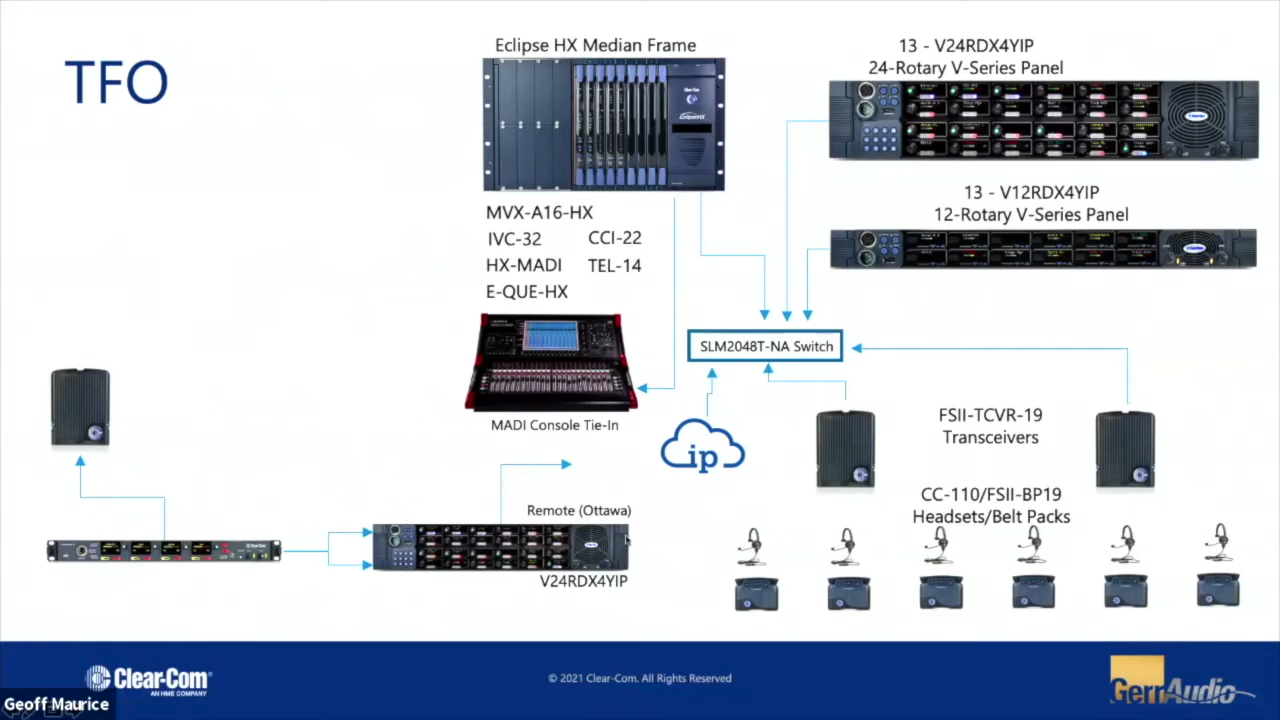 TFO
Eclipse HX Median Frame
13 - V24RDX4YIP
24-Rotary V-Series Panel
13 - V12RDX4YIP
12-Rotary V-Series Panel
MVX-A16-HX
IVC-32
CCI-22
HX-MADI
TEL-14
E-QUE-HX
SLM2048T-NA Switch
MADI Console Tie-In
ip
FSII-TCVR-19
Transceivers
CC-110/FSII-BP19
Headsets/Belt Packs
Remote (Ottawa)
V24RDX4YIP
Clear-Com
Clear-Com®
AN HME COMPANY
© 2021 Clear-Com. All Rights Reserved
GerrAudio
Geoff Maurice